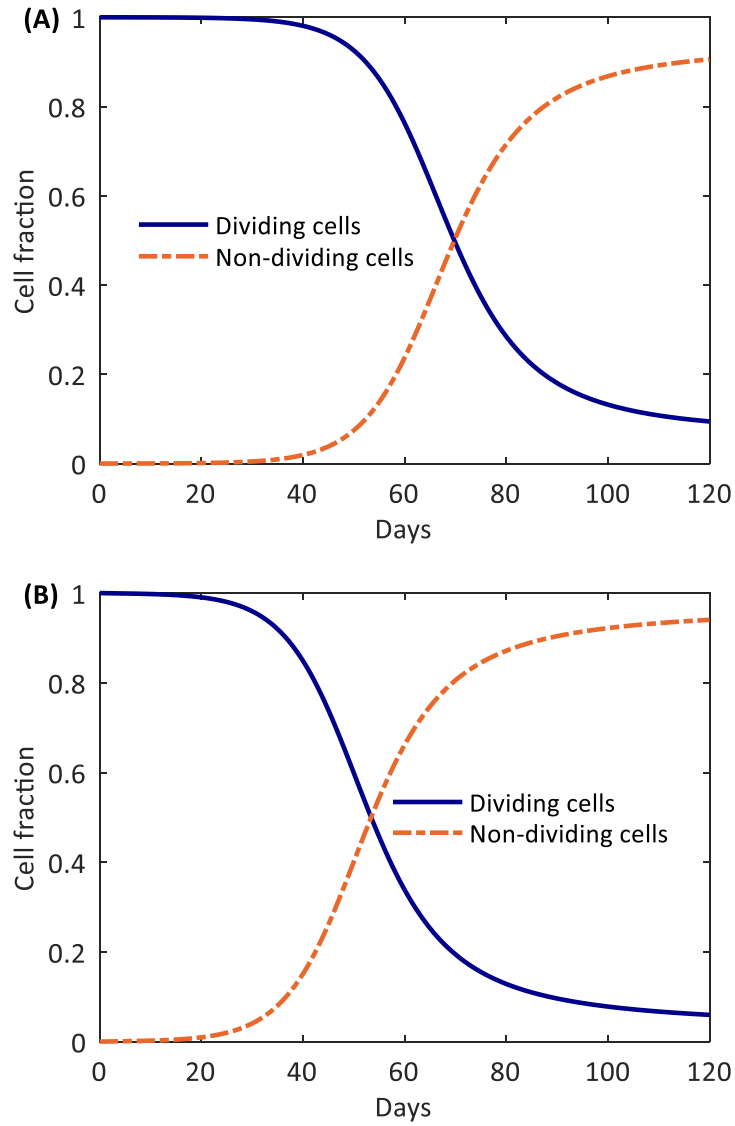 (A)
1
0.8
0.6
0.4
0.2
0
Cell fraction
Dividing cells
Non-dividing cells
0 20 40 60 80 100 120
Days
(B)
1
0.8
0.6
0.4
0.2
0
Cell fraction
Dividing cells
Non-dividing cells
0 20 40 60 80 100 120
Days